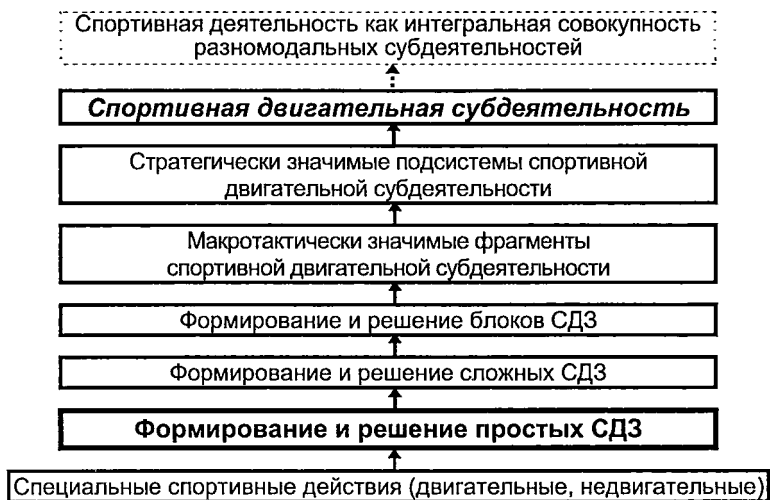 Спортивная деятельность как интегральная совокупность
разномодальных субдеятельностей
Спортивная двигательная субдеятельность
Стратегически значимые подсистемы спортивной
двигательной субдеятельности
Макротактически значимые фрагменты
спортивной двигательной субдеятельности
Формирование и решение блоков СДЗ
Формирование и решение сложных СДЗ
Формирование и решение простых СДЗ
Специальные спортивные действия (двигательные, недвигательные)